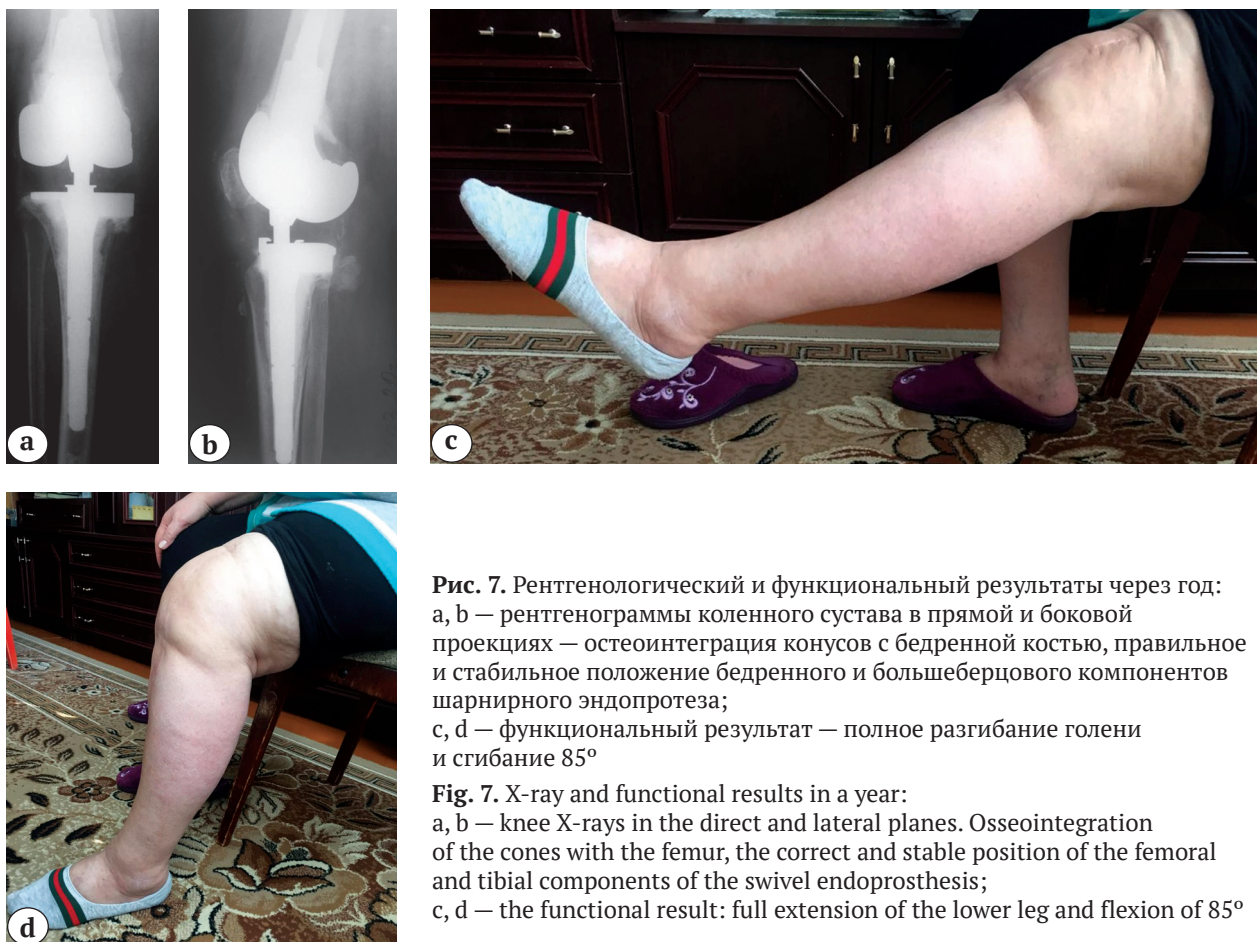 a
b
c
d
Рис. 7. Рентгенологический и функциональный результаты через год:
a, b — рентгенограммы коленного сустава в прямой и боковой
проекциях — остеоинтеграция конусов с бедренной костью, правильное
и стабильное положение бедренного и большеберцового компонентов
шарнирного эндопротеза;
c, d — функциональный результат — полное разгибание голени
и сгибание 85º
Fig. 7. X-ray and functional results in a year:
a, b — knee X-rays in the direct and lateral planes. Osseointegration
of the cones with the femur, the correct and stable position of the femoral
and tibial components of the swivel endoprosthesis;
c, d — the functional result: full extension of the lower leg and flexion of 85º